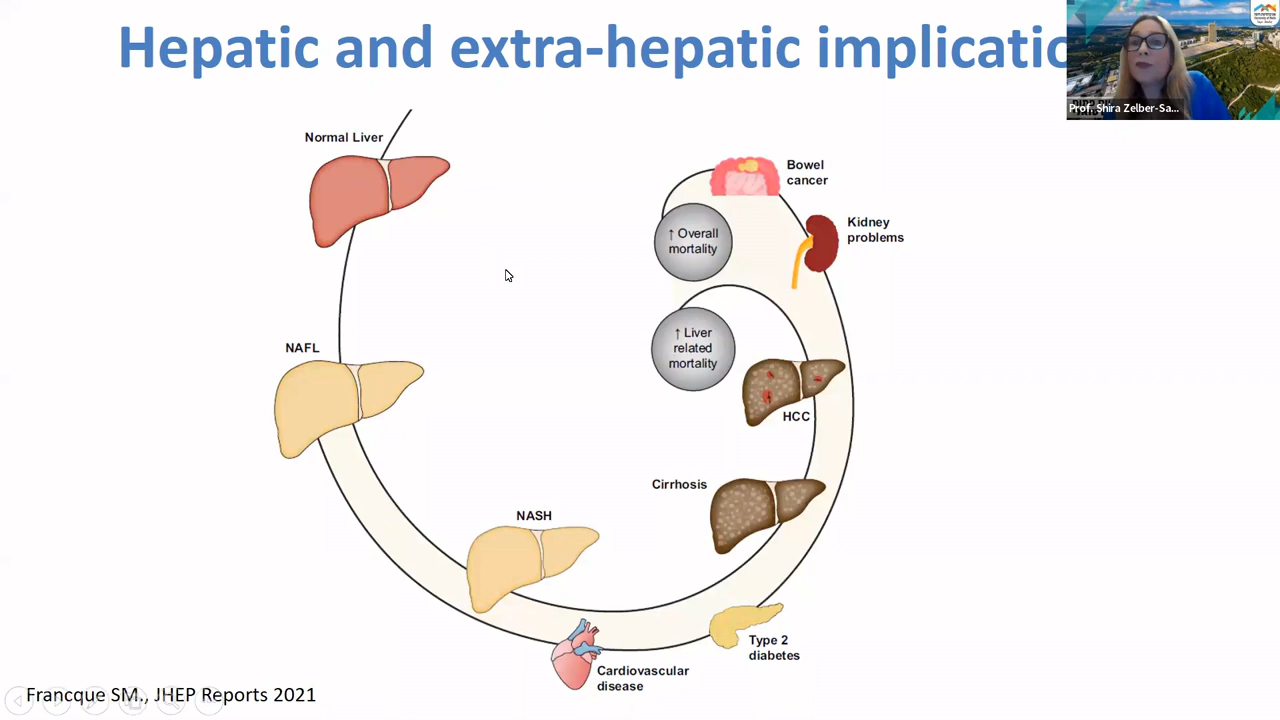 Hepatic and extra-hepatic implicatio
Prof. Shira Zelber-Sa...
Normal Liver
Bowel
cancer
Kidney
problems
↑ Overall
mortality
NAFL
↑ Liver
related
mortality
HCC
Cirrhosis
NASH
Type 2
diabetes
Cardiovascular
disease
Francque SM., JHEP Reports 2021